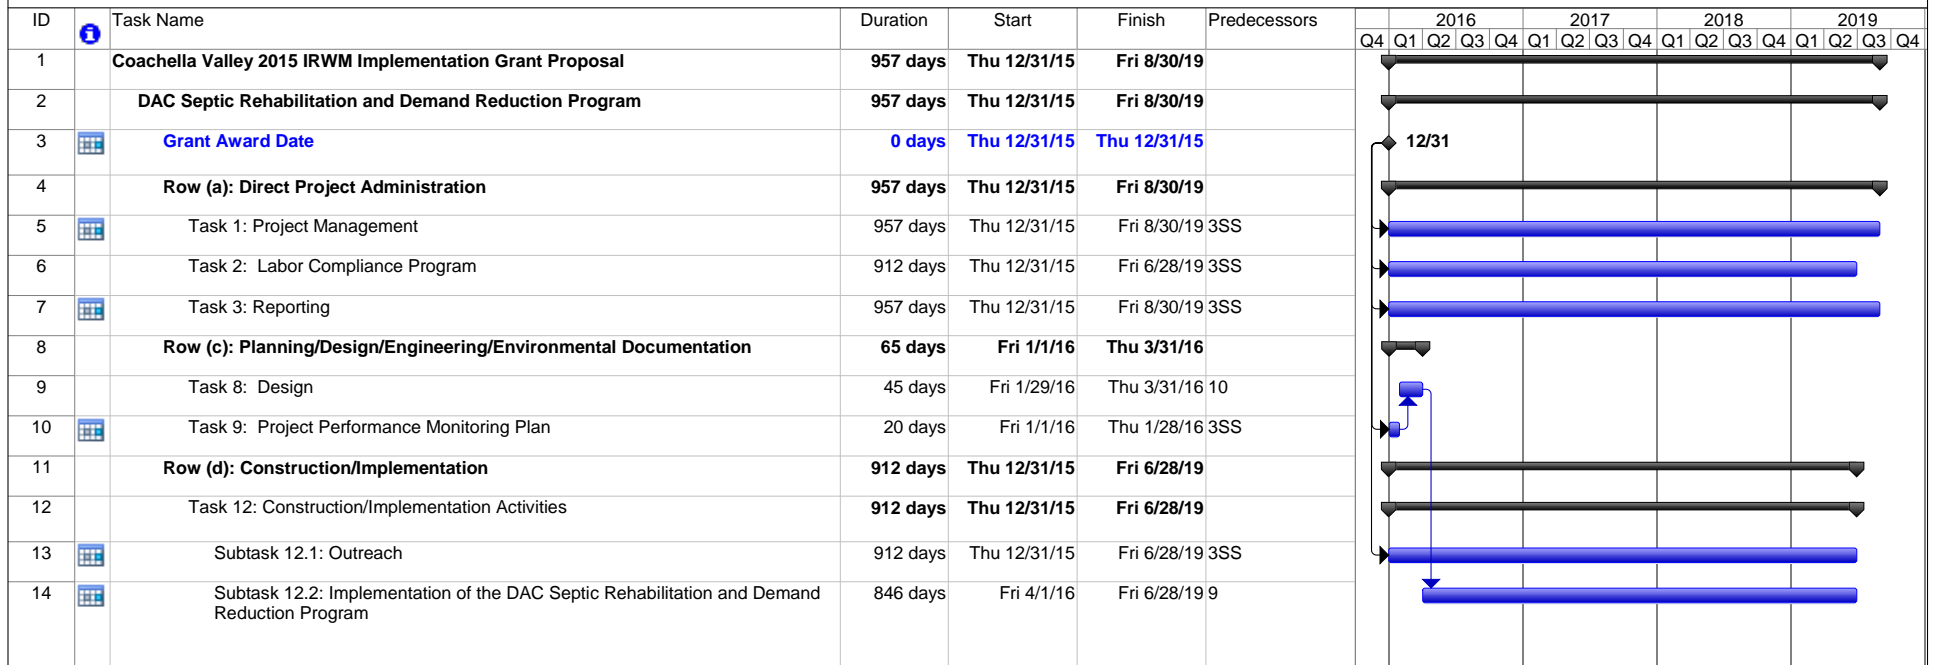 ID Task Name Duration Start Finish Predecessors 2016 2017 2018 2019
Q4 Q1 Q2 Q3 Q4 Q1 Q2 Q3 Q4 Q1 Q2 Q3 Q4 Q1 Q2 Q3 Q4
1 Coachella Valley 2015 IRWM Implementation Grant Proposal 957 days Thu 12/31/15 Fri 8/30/19
2 DAC Septic Rehabilitation and Demand Reduction Program 957 days Thu 12/31/15 Fri 8/30/19
3 Grant Award Date 0 days Thu 12/31/15 Thu 12/31/15 12/31
4 Row (a): Direct Project Administration 957 days Thu 12/31/15 Fri 8/30/19
5 Task 1: Project Management 957 days Thu 12/31/15 Fri 8/30/19 3SS
6 Task 2: Labor Compliance Program 912 days Thu 12/31/15 Fri 6/28/19 3SS
7 Task 3: Reporting 957 days Thu 12/31/15 Fri 8/30/19 3SS
8 Row (c): Planning/Design/Engineering/Environmental Documentation 65 days Fri 1/1/16 Thu 3/31/16
9 Task 8: Design 45 days Fri 1/29/16 Thu 3/31/16 10
10 Task 9: Project Performance Monitoring Plan 20 days Fri 1/1/16 Thu 1/28/16 3SS
11 Row (d): Construction/Implementation 912 days Thu 12/31/15 Fri 6/28/19
12 Task 12: Construction/Implementation Activities 912 days Thu 12/31/15 Fri 6/28/19
13 Subtask 12.1: Outreach 912 days Thu 12/31/15 Fri 6/28/19 3SS
14 Subtask 12.2: Implementation of the DAC Septic Rehabilitation and Demand 846 days Fri 4/1/16 Fri 6/28/19 9
Reduction Program